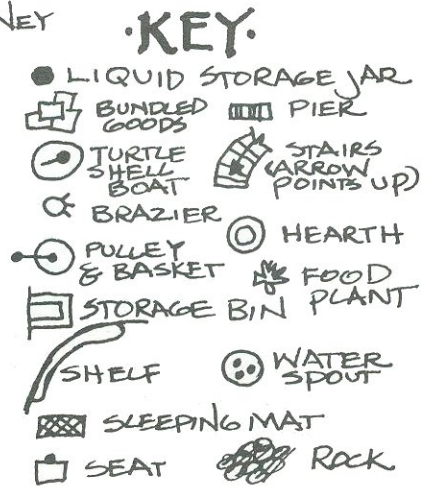 NEY
·KEY·
LIQUID STORAGE JAR
BUNDLED
GOODS
PIER
TURTLE
SHELL
BOAT
STAIRS
(ARROW
POINTS UP)
BRAZIER
HEARTH
PULLEY
& BASKET
FOOD
PLANT
STORAGE BIN
SHELF
WATER
SPOUT
SLEEPING MAT
SEAT
ROCK